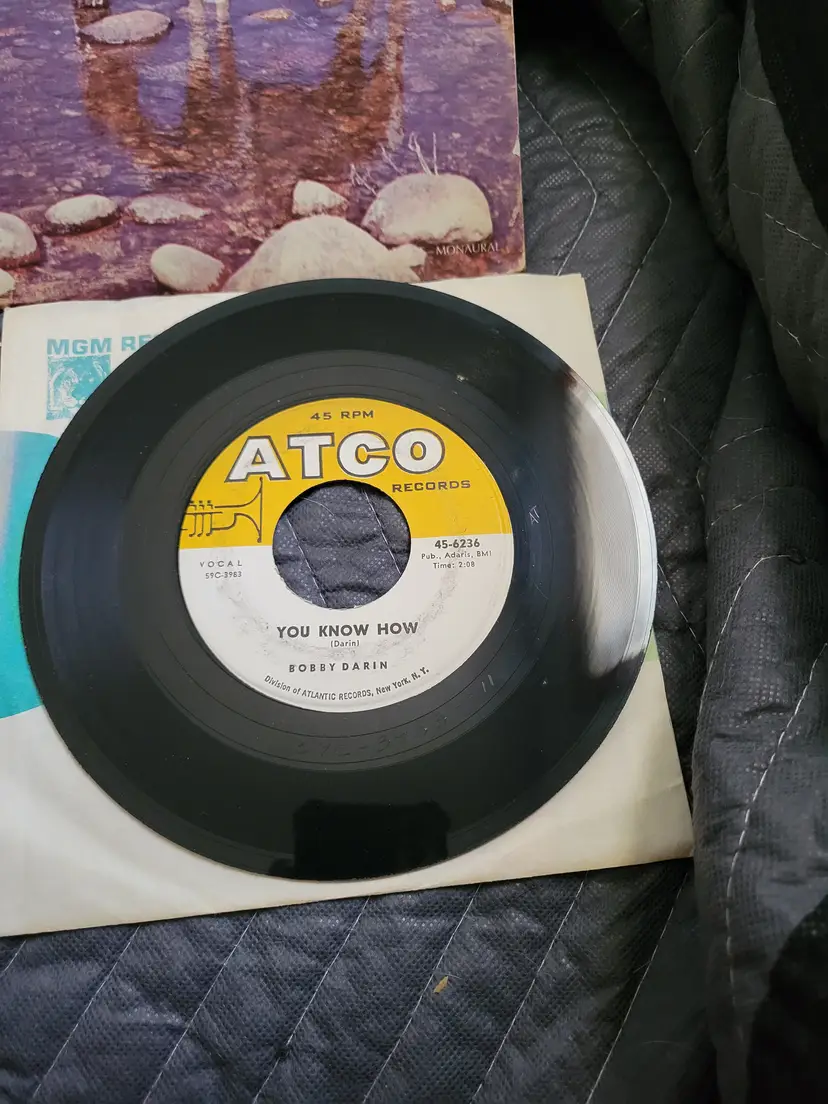 MONAURAL
MGM RE
45 RPM
ATCO
RECORDS
VOCAL
59C-3983
45-6236
Pub., Adaris, BMI
Time: 2:08
YOU KNOW HOW
(Darin)
BOBBY DARIN
Division of ATLANTIC RECORDS, New York, N. Y.